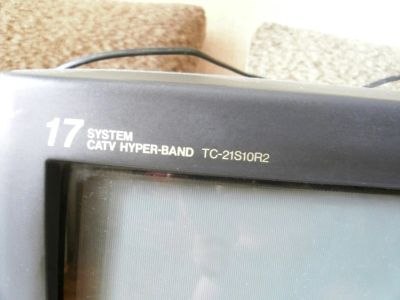 17 SYSTEM
CATV HYPER-BAND TC-21S10R2